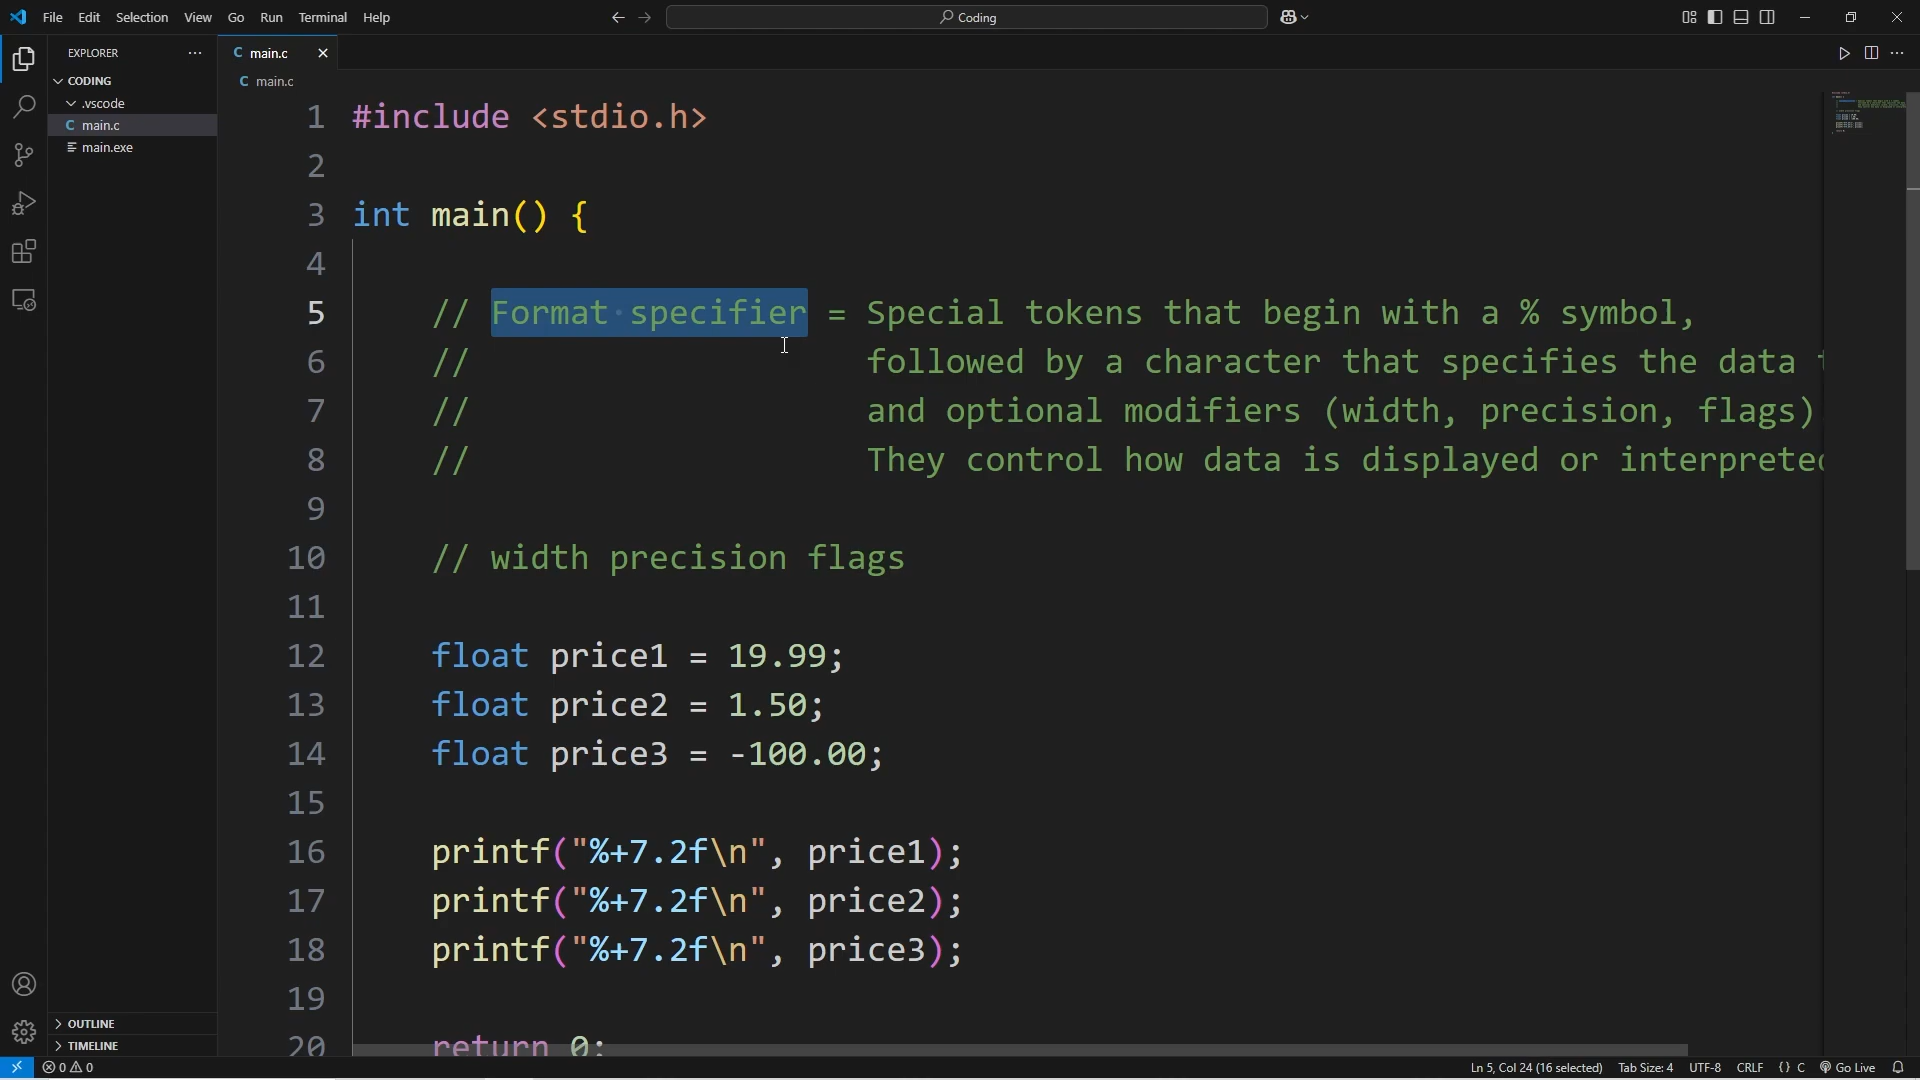 File Edit Selection View Go Run Terminal Help
Coding
EXPLORER
CODING
.vscode
C main.c
main.exe
OUTLINE
TIMELINE
C main.c
C main.c
1 #include <stdio.h>
2
3 int main() {
4
5 // Format specifier = Special tokens that begin with a % symbol,
6 // followed by a character that specifies the data
7 // and optional modifiers (width, precision, flags)
8 // They control how data is displayed or interpreted
9
10 // width precision flags
11
12 float price1 = 19.99;
13 float price2 = 1.50;
14 float price3 = -100.00;
15
16 printf("%+7.2f\n", price1);
17 printf("%+7.2f\n", price2);
18 printf("%+7.2f\n", price3);
19
20 return 0;
0 0 Ln 5, Col 24 (16 selected) Tab Size: 4 UTF-8 CRLF {} C Go Live